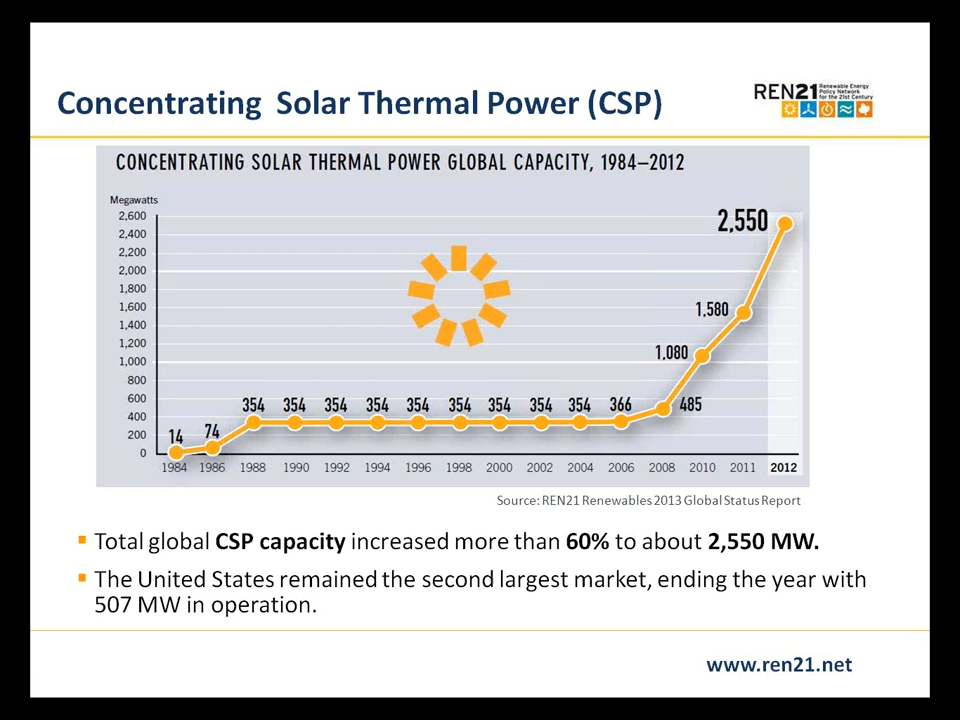 Concentrating Solar Thermal Power (CSP)
REN21
Renewable Energy
Policy Network
for the 21st Century
CONCENTRATING SOLAR THERMAL POWER GLOBAL CAPACITY, 1984–2012
Megawatts
2,600
2,400
2,200
2,000
1,800
1,600
1,400
1,200
1,000
800
600
400
200
0
14 74 354 354 354 354 354 354 354 354 354 366 485 1,080 1,580 2,550
1984 1986 1988 1990 1992 1994 1996 1998 2000 2002 2004 2006 2008 2010 2011 2012
Source: REN21 Renewables 2013 Global Status Report
▪ Total global CSP capacity increased more than 60% to about 2,550 MW.
▪ The United States remained the second largest market, ending the year with
507 MW in operation.
www.ren21.net